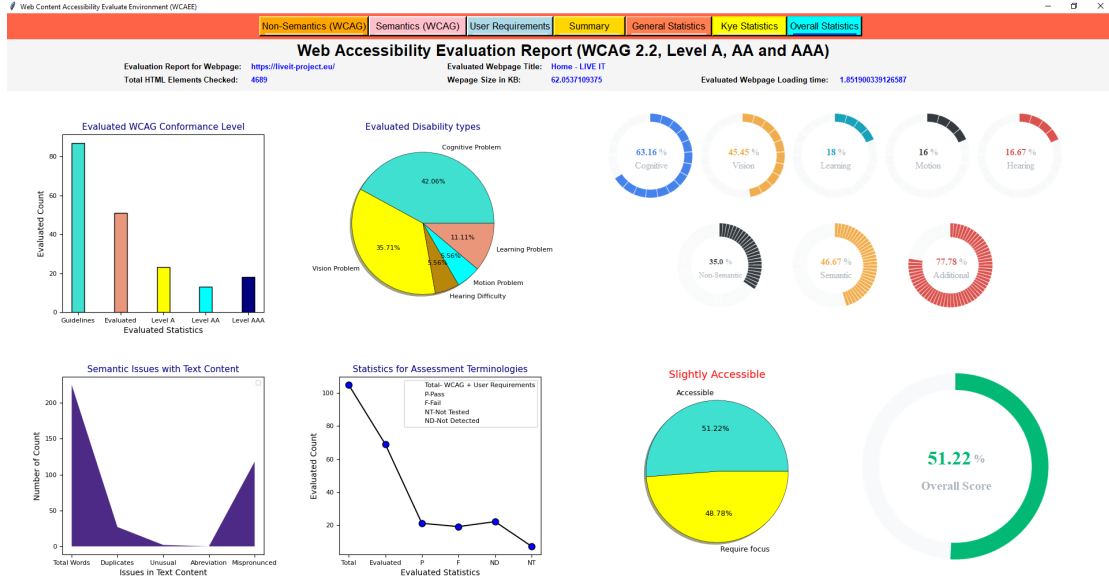 Web Content Accessibility Evaluate Environment (WCAEE)
Non-Semantics (WCAG) Semantics (WCAG) User Requirements Summary General Statistics Kye Statistics Overall Statistics
Web Accessibility Evaluation Report (WCAG 2.2, Level A, AA and AAA)
Evaluation Report for Webpage: https://liveit-project.eu/ Evaluated Webpage Title: Home - LIVE IT
Total HTML Elements Checked: 4689 Wepage Size in KB: 62.0537109375 Evaluated Webpage Loading time: 1.851900339126587
Evaluated WCAG Conformance Level
Evaluated Count
80
60
40
20
0
Guidelines Evaluated Level A Level AA Level AAA
Evaluated Statistics
Evaluated Disability types
Cognitive Problem
42.06%
35.71%
Vision Problem
5.56%
Hearing Difficulty
5.56%
Motion Problem
11.11%
Learning Problem
63.16 %
Cognitive
45.45 %
Vision
18 %
Learning
16 %
Motion
16.67 %
Hearing
35.0 %
Non-Semantic
46.67 %
Semantic
77.78 %
Additional
Semantic Issues with Text Content
Number of Count
200
150
100
50
0
Total Words Duplicates Unusual Abreviation Mispronunced
Issues in Text Content
Statistics for Assessment Terminologies
Total- WCAG + User Requirements
P-Pass
F-Fail
NT-Not Tested
ND-Not Detected
Evaluated Count
100
80
60
40
20
Total Evaluated P F ND NT
Evaluated Statistics
Slightly Accessible
Accessible
51.22%
48.78%
Require focus
51.22 %
Overall Score